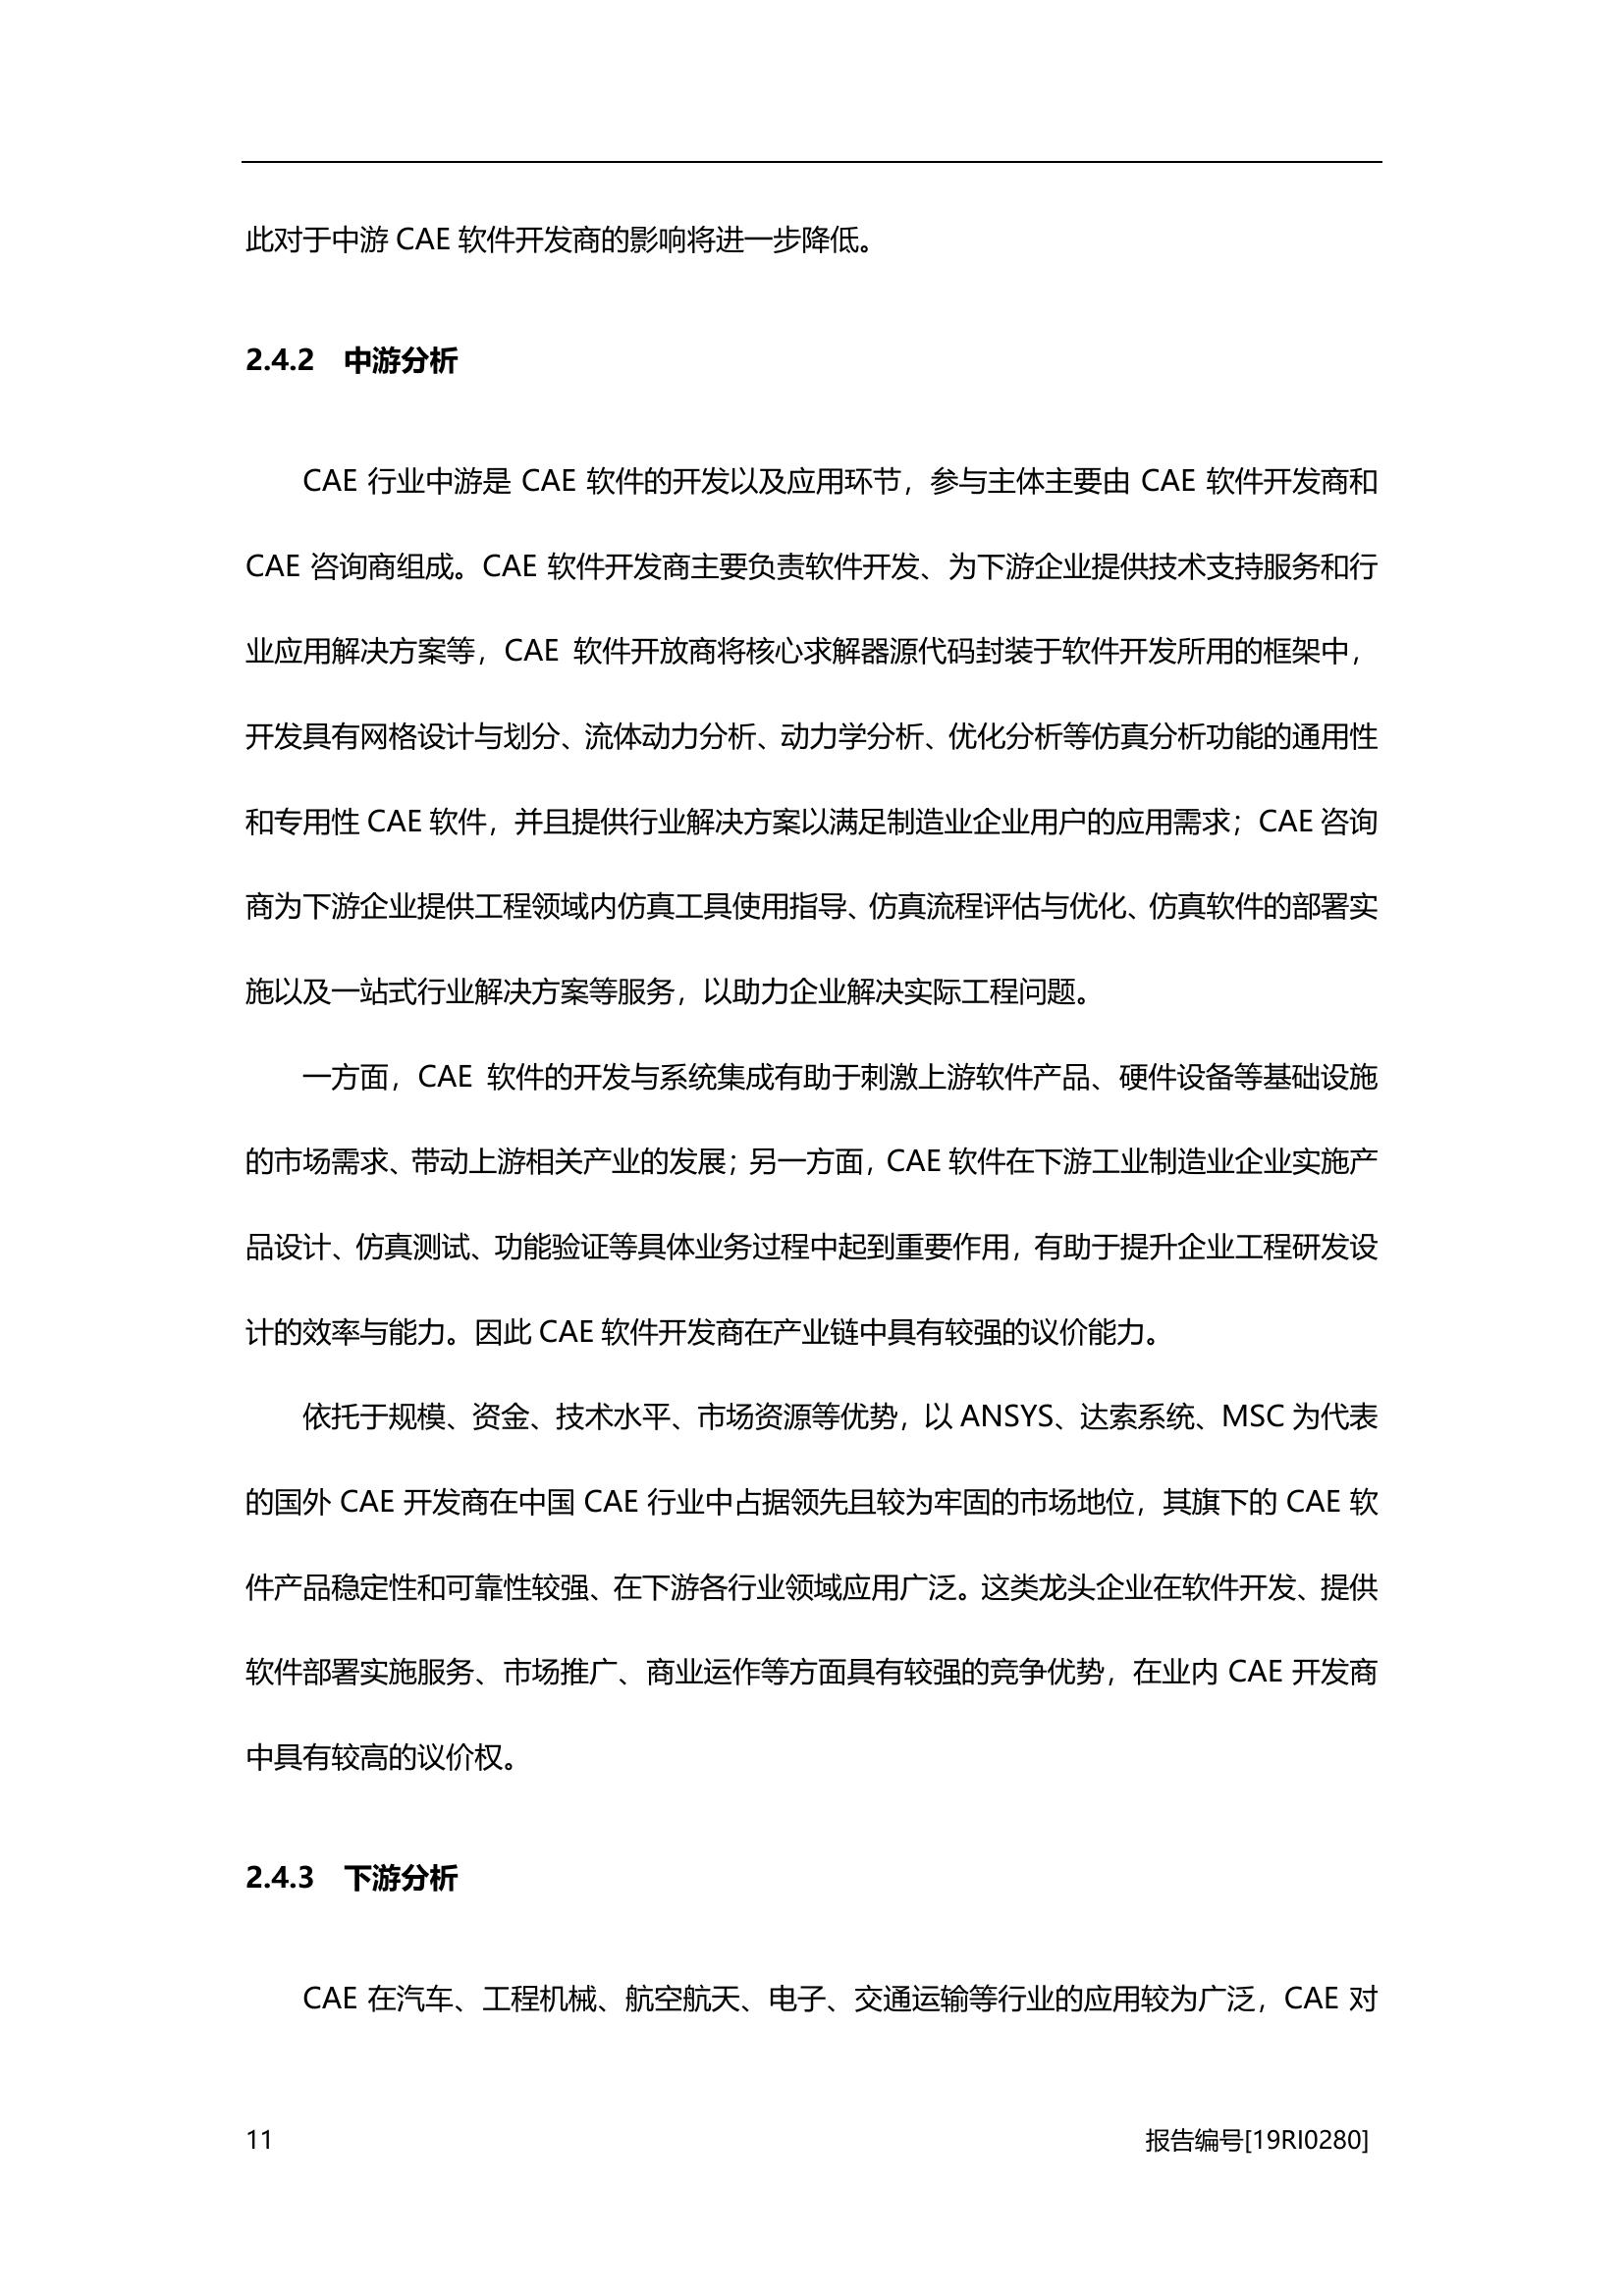 此对于中游 CAE 软件开发商的影响将进一步降低。
2.4.2 中游分析
CAE 行业中游是 CAE 软件的开发以及应用环节，参与主体主要由 CAE 软件开发商和
CAE 咨询商组成。CAE 软件开发商主要负责软件开发、为下游企业提供技术支持服务和行
业应用解决方案等，CAE 软件开放商将核心求解器源代码封装于软件开发所用的框架中，
开发具有网格设计与划分、流体动力分析、动力学分析、优化分析等仿真分析功能的通用性
和专用性 CAE 软件，并且提供行业解决方案以满足制造业企业用户的应用需求；CAE 咨询
商为下游企业提供工程领域内仿真工具使用指导、仿真流程评估与优化、仿真软件的部署实
施以及一站式行业解决方案等服务，以助力企业解决实际工程问题。
一方面，CAE 软件的开发与系统集成有助于刺激上游软件产品、硬件设备等基础设施
的市场需求、带动上游相关产业的发展；另一方面，CAE 软件在下游工业制造业企业实施产
品设计、仿真测试、功能验证等具体业务过程中起到重要作用，有助于提升企业工程研发设
计的效率与能力。因此 CAE 软件开发商在产业链中具有较强的议价能力。
依托于规模、资金、技术水平、市场资源等优势，以 ANSYS、达索系统、MSC 为代表
的国外 CAE 开发商在中国 CAE 行业中占据领先且较为牢固的市场地位，其旗下的 CAE 软
件产品稳定性和可靠性较强、在下游各行业领域应用广泛。这类龙头企业在软件开发、提供
软件部署实施服务、市场推广、商业运作等方面具有较强的竞争优势，在业内 CAE 开发商
中具有较高的议价权。
2.4.3 下游分析
CAE 在汽车、工程机械、航空航天、电子、交通运输等行业的应用较为广泛，CAE 对
11 报告编号[19RI0280]